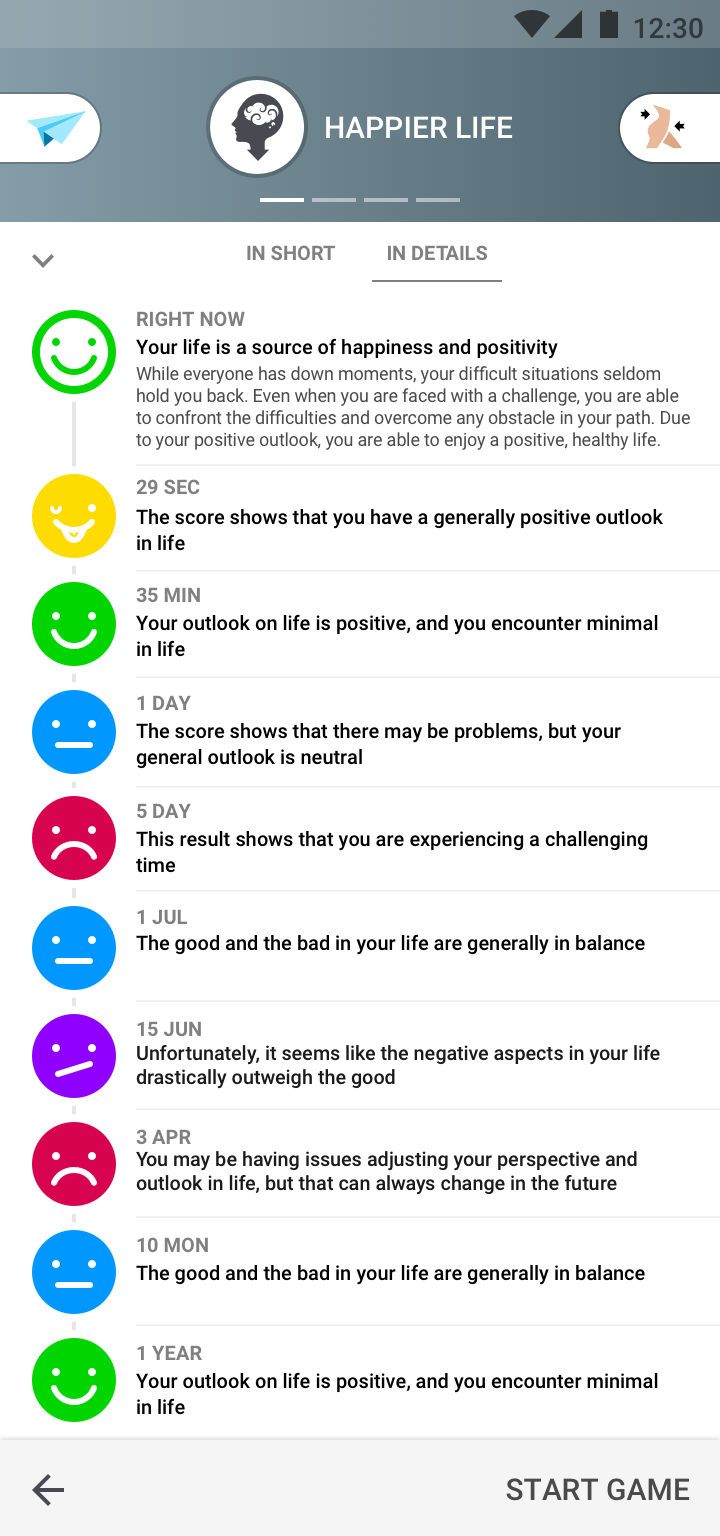 12:30
HAPPIER LIFE
IN SHORT
IN DETAILS
RIGHT NOW
Your life is a source of happiness and positivity
While everyone has down moments, your difficult situations seldom
hold you back. Even when you are faced with a challenge, you are able
to confront the difficulties and overcome any obstacle in your path. Due
to your positive outlook, you are able to enjoy a positive, healthy life.
29 SEC
The score shows that you have a generally positive outlook
in life
35 MIN
Your outlook on life is positive, and you encounter minimal
in life
1 DAY
The score shows that there may be problems, but your
general outlook is neutral
5 DAY
This result shows that you are experiencing a challenging
time
1 JUL
The good and the bad in your life are generally in balance
15 JUN
Unfortunately, it seems like the negative aspects in your life
drastically outweigh the good
3 APR
You may be having issues adjusting your perspective and
outlook in life, but that can always change in the future
10 MON
The good and the bad in your life are generally in balance
1 YEAR
Your outlook on life is positive, and you encounter minimal
in life
START GAME